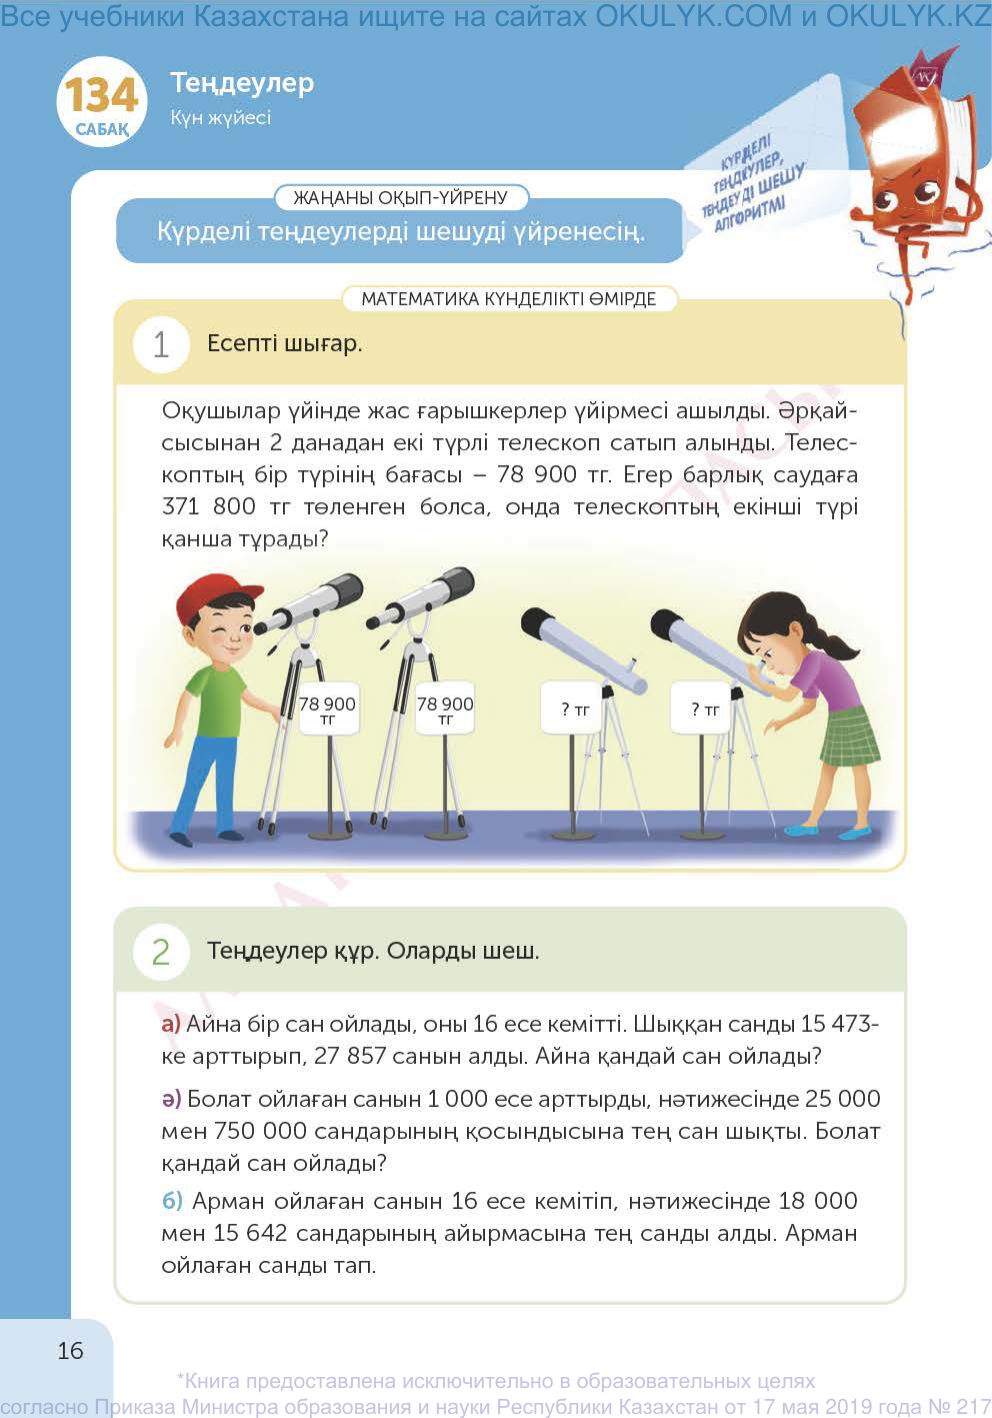 Все учебники Казахстана ищите на сайтах OKULYK.COM и OKULYK.KZ
134
САБАҚ
Теңдеулер
Күн жүйесі
КҮРДЕЛІ
ТЕҢДЕУЛЕР,
ТЕҢДЕУДІ ШЕШУ
АЛГОРИТМІ
ЖАҢАНЫ ОҚЫП-ҮЙРЕНУ
Күрделі теңдеулерді шешуді үйренесің.
МАТЕМАТИКА КҮНДЕЛІКТІ ӨМІРДЕ
1 Есепті шығар.
Оқушылар үйінде жас ғарышкерлер үйірмесі ашылды. Әрқай-
сысынан 2 данадан екі түрлі телескоп сатып алынды. Телес-
коптың бір түрінің бағасы – 78 900 тг. Егер барлық саудаға
371 800 тг төленген болса, онда телескоптың екінші түрі
қанша тұрады?
78 900
тг
78 900
тг
? тг
? тг
2 Теңдеулер құр. Оларды шеш.
а) Айна бір сан ойлады, оны 16 есе кемітті. Шыққан санды 15 473-
ке арттырып, 27 857 санын алды. Айна қандай сан ойлады?
ә) Болат ойлаған санын 1 000 есе арттырды, нәтижесінде 25 000
мен 750 000 сандарының қосындысына тең сан шықты. Болат
қандай сан ойлады?
б) Арман ойлаған санын 16 есе кемітіп, нәтижесінде 18 000
мен 15 642 сандарының айырмасына тең санды алды. Арман
ойлаған санды тап.
16
*Книга предоставлена исключительно в образовательных целях
согласно Приказа Министра образования и науки Республики Казахстан от 17 мая 2019 года № 217